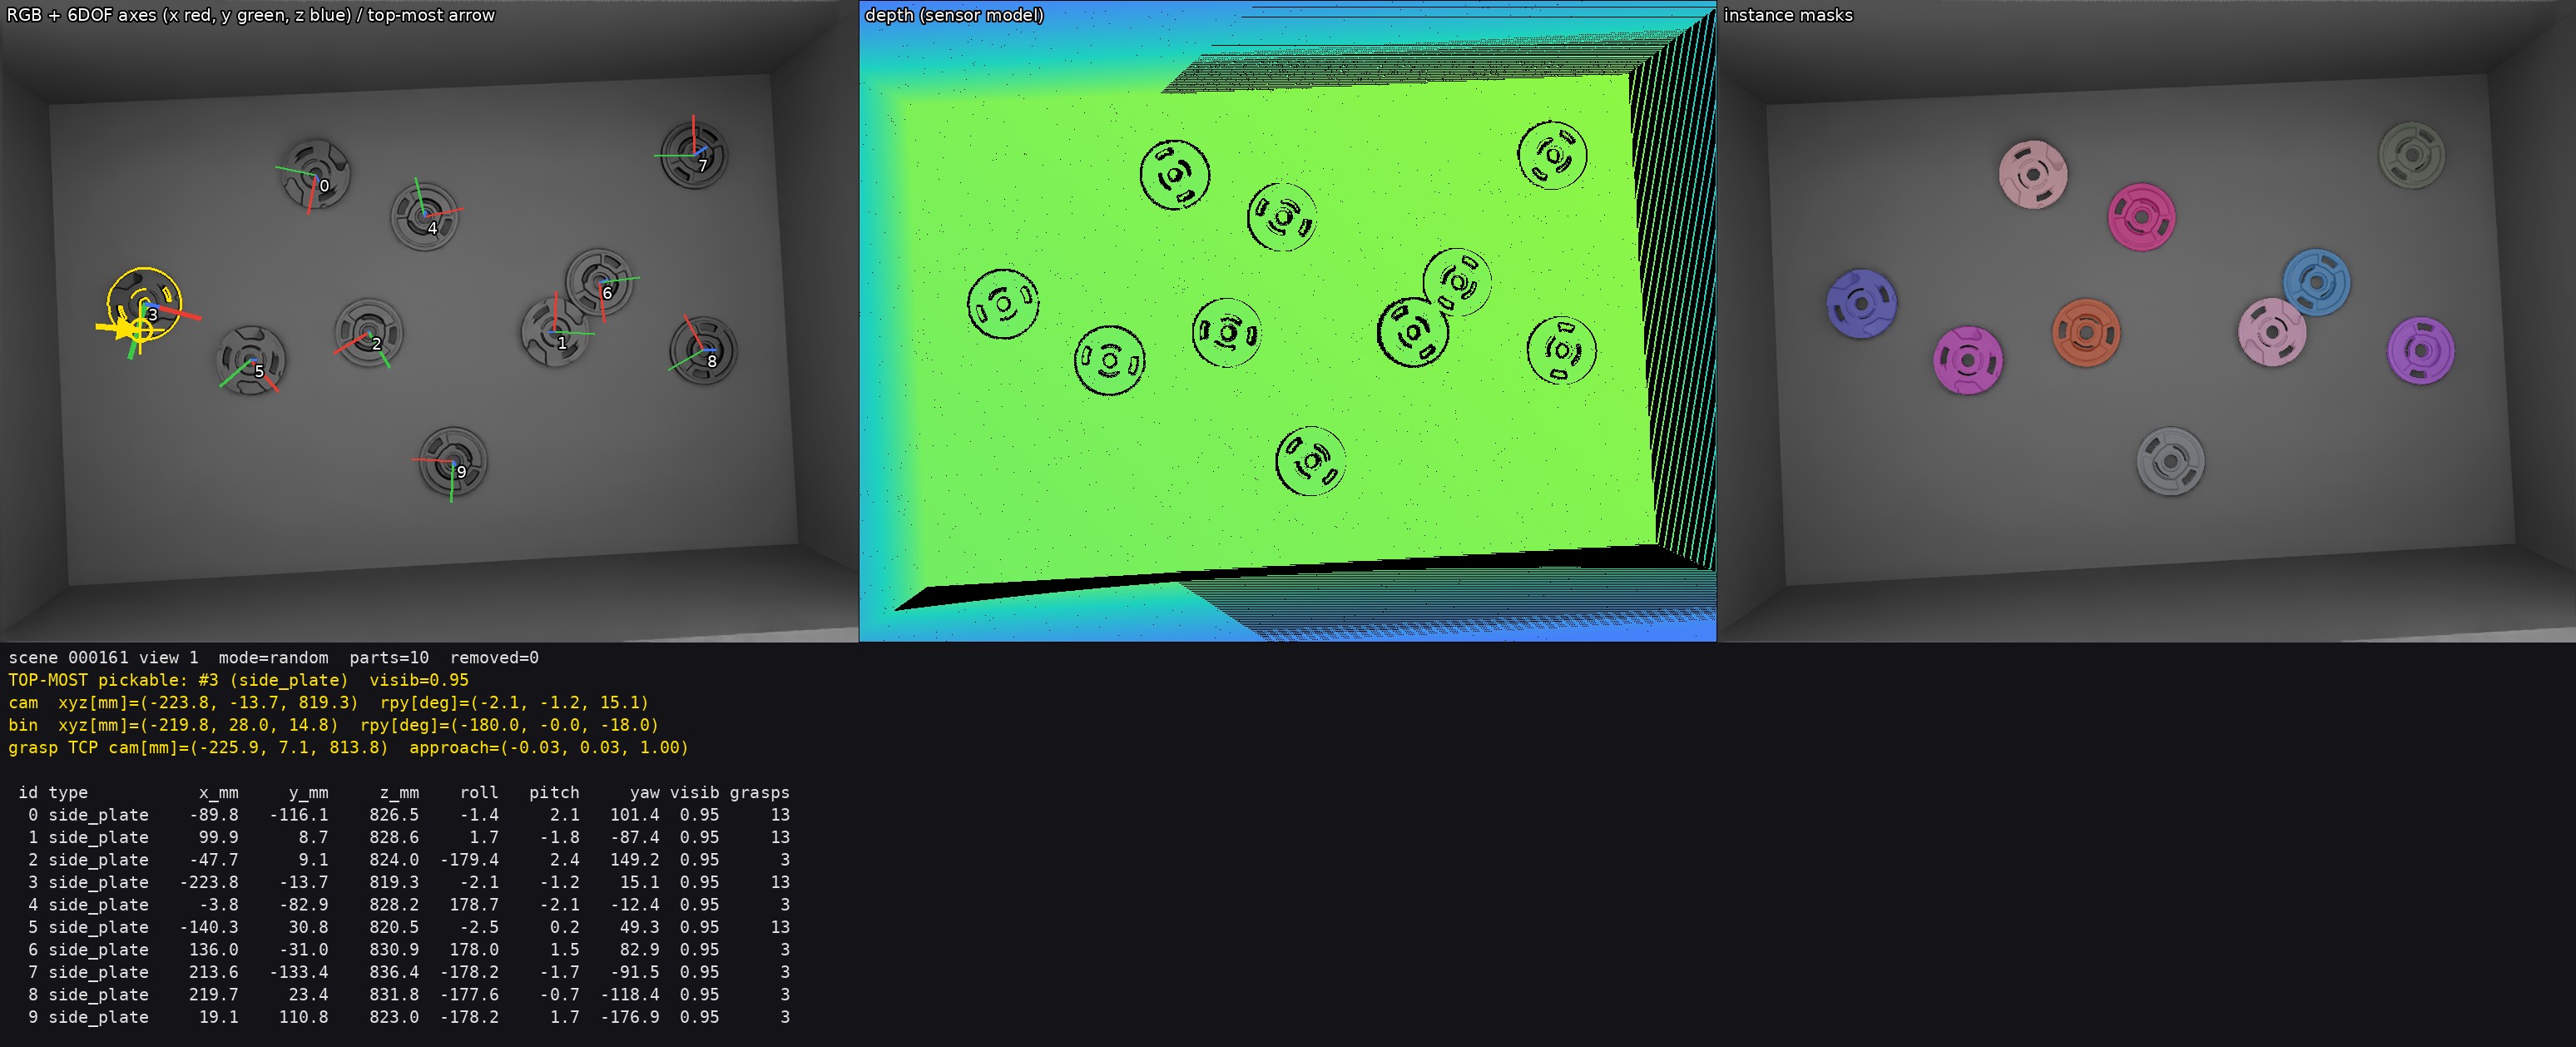 RGB + 6DOF axes (x red, y green, z blue) / top-most arrow
depth (sensor model)
instance masks
0
7
4
6
3
1
2
8
5
9
scene 000161 view 1  mode=random  parts=10  removed=0
TOP-MOST pickable: #3 (side_plate)  visib=0.95
cam  xyz[mm]=(-223.8, -13.7, 819.3)  rpy[deg]=(-2.1, -1.2, 15.1)
bin  xyz[mm]=(-219.8, 28.0, 14.8)  rpy[deg]=(-180.0, -0.0, -18.0)
grasp TCP cam[mm]=(-225.9, 7.1, 813.8)  approach=(-0.03, 0.03, 1.00)
id type x_mm y_mm z_mm roll pitch yaw visib grasps
0 side_plate -89.8 -116.1 826.5 -1.4 2.1 101.4 0.95 13
1 side_plate 99.9 8.7 828.6 1.7 -1.8 -87.4 0.95 13
2 side_plate -47.7 9.1 824.0 -179.4 2.4 149.2 0.95 3
3 side_plate -223.8 -13.7 819.3 -2.1 -1.2 15.1 0.95 13
4 side_plate -3.8 -82.9 828.2 178.7 -2.1 -12.4 0.95 3
5 side_plate -140.3 30.8 820.5 -2.5 0.2 49.3 0.95 13
6 side_plate 136.0 -31.0 830.9 178.0 1.5 82.9 0.95 3
7 side_plate 213.6 -133.4 836.4 -178.2 -1.7 -91.5 0.95 3
8 side_plate 219.7 23.4 831.8 -177.6 -0.7 -118.4 0.95 3
9 side_plate 19.1 110.8 823.0 -178.2 1.7 -176.9 0.95 3